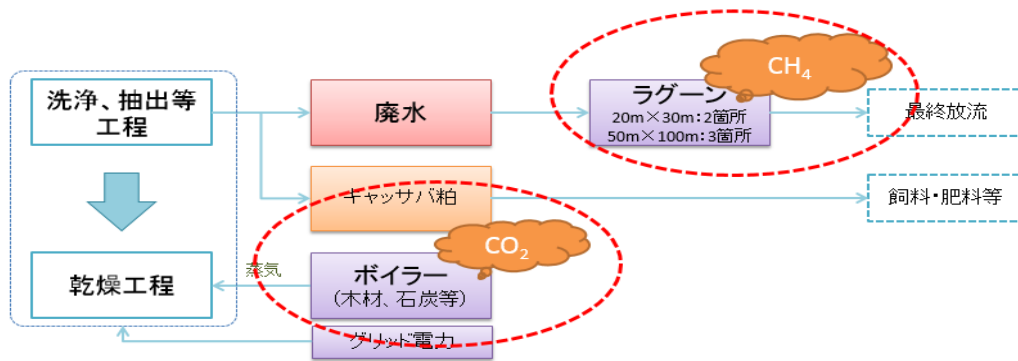 洗浄、抽出等
工程
廃水
ラグーン
20m×30m:2箇所
50m×100m:3箇所
CH₄
最終放流
キャッサバ粕
飼料・肥料等
CO₂
乾燥工程
蒸気
ボイラー
(木材、石炭等)
グリッド電力